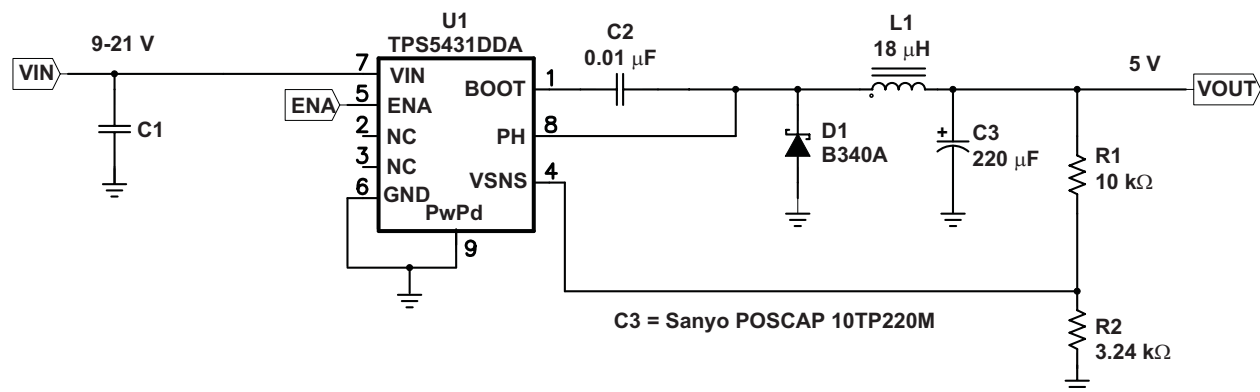 U1
TPS5431DDA
9-21 V
VIN
ENA
C1
7
5
2
3
6
VIN
ENA
NC
NC
GND
PwPd
9
BOOT
PH
VSNS
1
8
4
C2
0.01 μF
L1
18 μH
5 V
VOUT
D1
B340A
C3
220 μF
R1
10 kΩ
R2
3.24 kΩ
C3 = Sanyo POSCAP 10TP220M
+